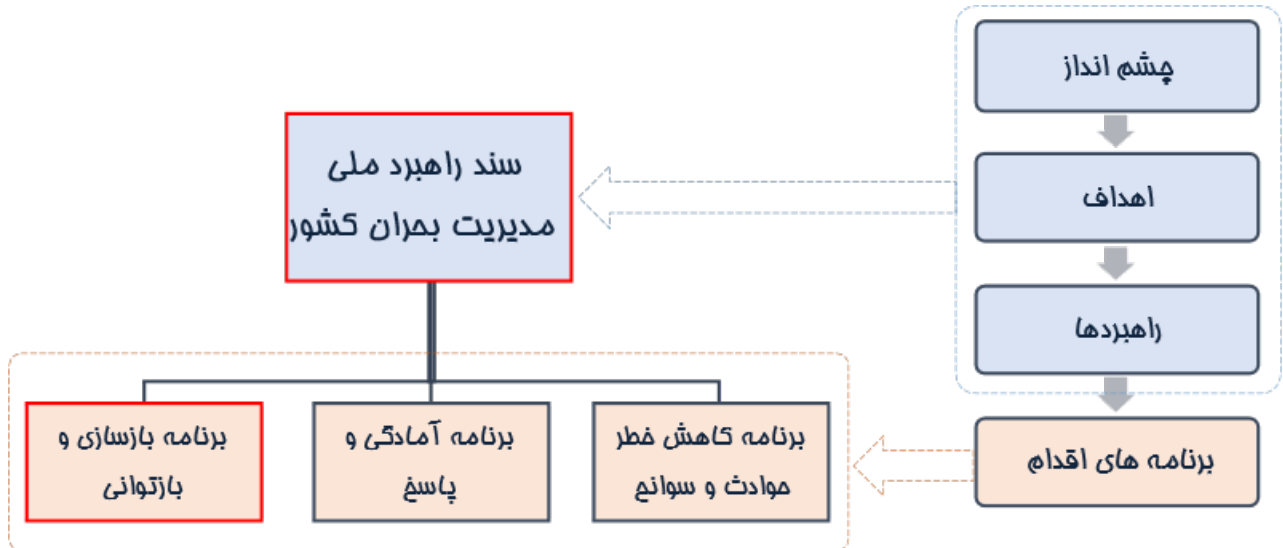 چشم انداز
اهداف
راهبردها
برنامه های اقدام
سند راهبرد ملی
مدیریت بحران کشور
برنامه کاهش خطر
حوادث و سوانح
برنامه آمادگی و
پاسخ
برنامه بازسازی و
بازتوانی